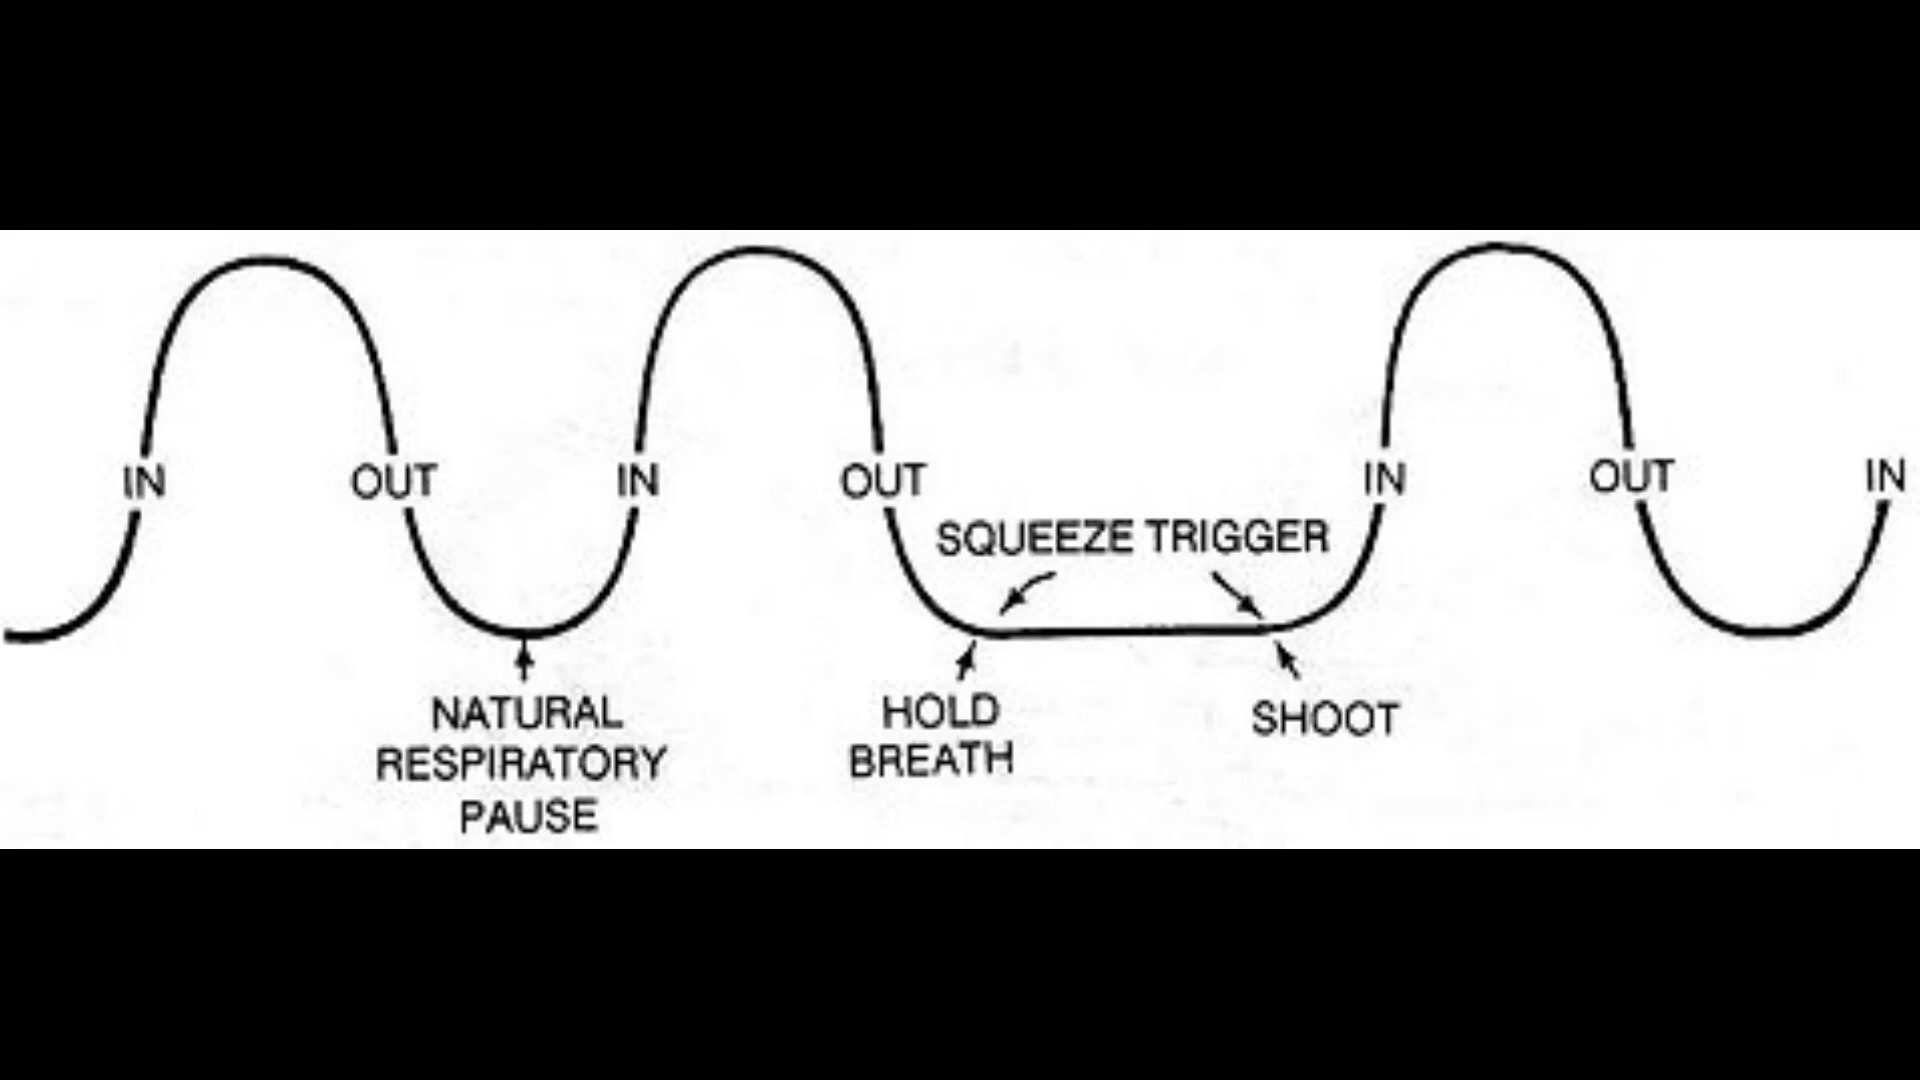 IN
OUT
IN
OUT
IN
OUT
IN
SQUEEZE TRIGGER
NATURAL
RESPIRATORY
PAUSE
HOLD
BREATH
SHOOT